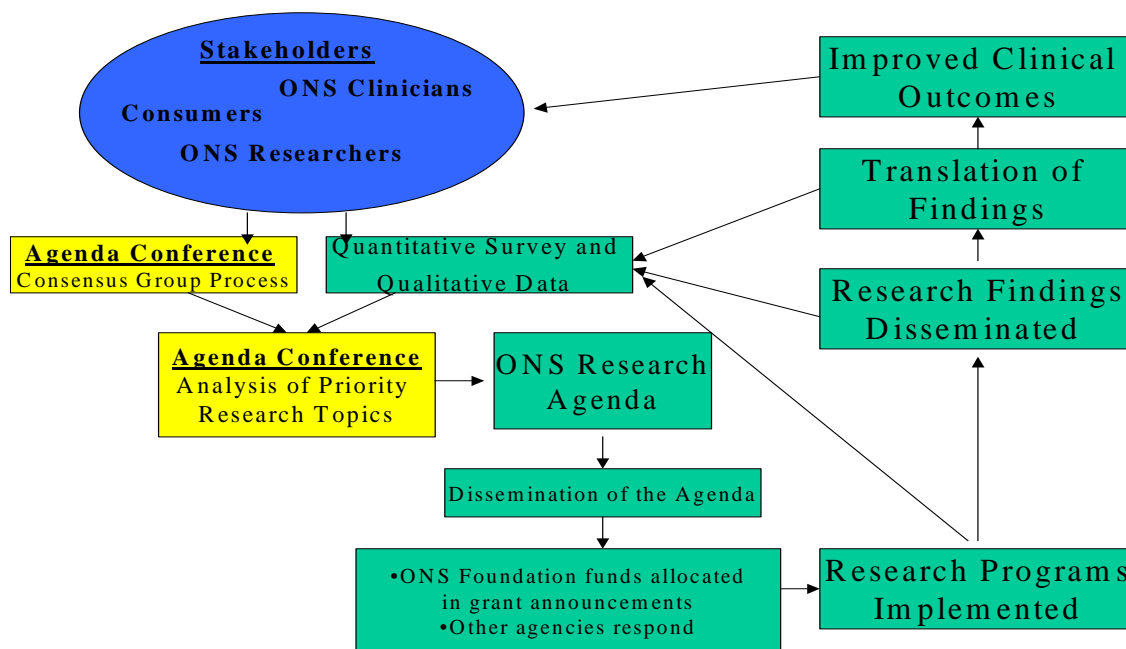 Stakeholders
ONS Clinicians
Consumers
ONS Researchers
Agenda Conference
Consensus Group Process
Quantitative Survey and
Qualitative Data
Agenda Conference
Analysis of Priority
Research Topics
ONS Research
Agenda
Dissemination of the Agenda
•ONS Foundation funds allocated
in grant announcements
•Other agencies respond
Research Programs
Implemented
Research Findings
Disseminated
Translation of
Findings
Improved Clinical
Outcomes